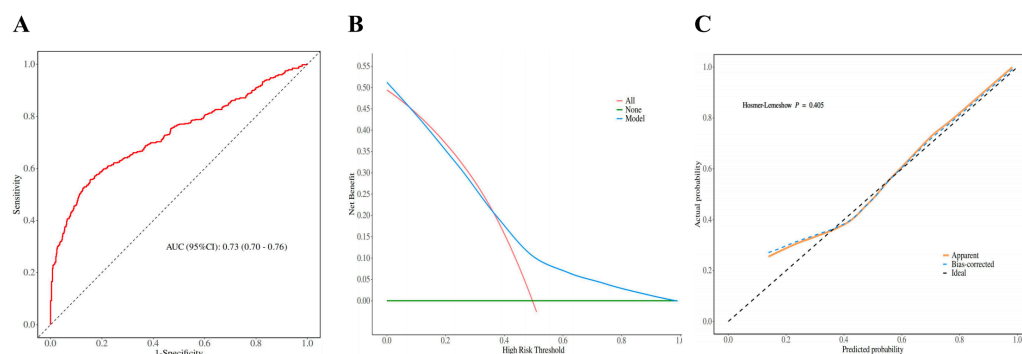 A
1.0
0.8
0.6
0.4
0.2
0.0
Sensitivity
AUC (95%CI): 0.73 (0.70 - 0.76)
0.0 0.2 0.4 0.6 0.8 1.0
1-Specificity
B
0.55
0.50
0.45
0.40
0.35
0.30
0.25
0.20
0.15
0.10
0.05
0.00
Net Benefit
All
None
Model
0.0 0.2 0.4 0.6 0.8 1.0
High Risk Threshold
C
1.0
0.8
0.6
0.4
0.2
0.0
Actual probability
Hosmer-Lemeshow P = 0.405
Apparent
Bias-corrected
Ideal
0.0 0.2 0.4 0.6 0.8 1.0
Predicted probability